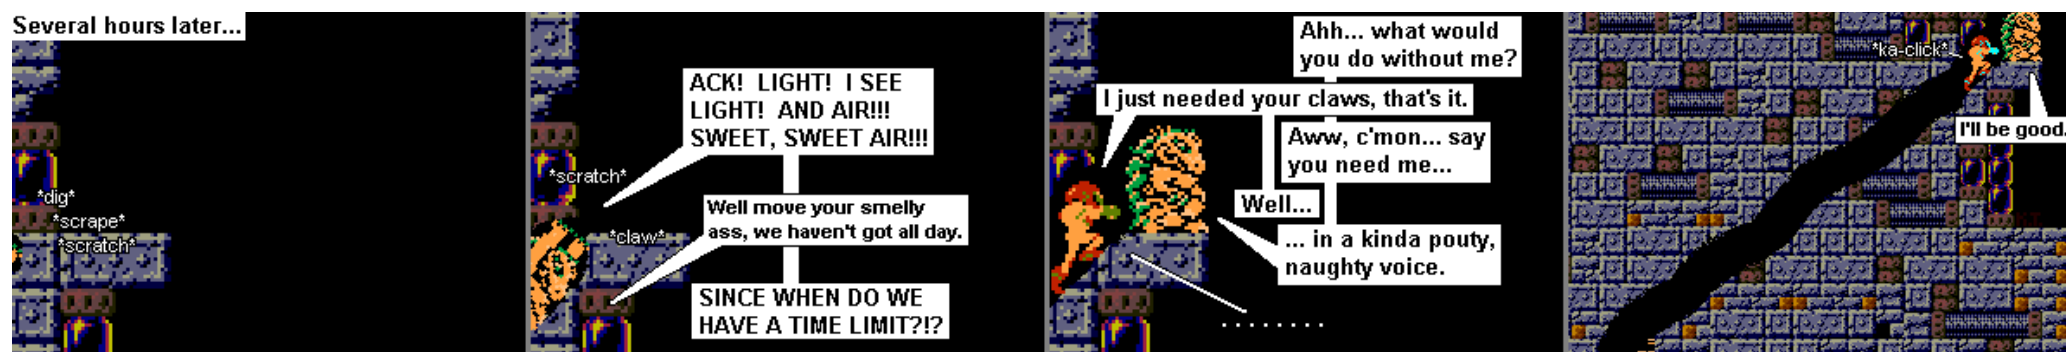 Several hours later...
*dig*
*scrape*
*scratch*
ACK! LIGHT! I SEE
LIGHT! AND AIR!!!
SWEET, SWEET AIR!!!
*scratch*
Well move your smelly
ass, we haven't got all day.
*claw*
SINCE WHEN DO WE
HAVE A TIME LIMIT?!?
Ahh... what would
you do without me?
I just needed your claws, that's it.
Aww, c'mon... say
you need me...
Well...
... in a kinda pouty,
naughty voice.
........
*ka-click*
I'll be good.